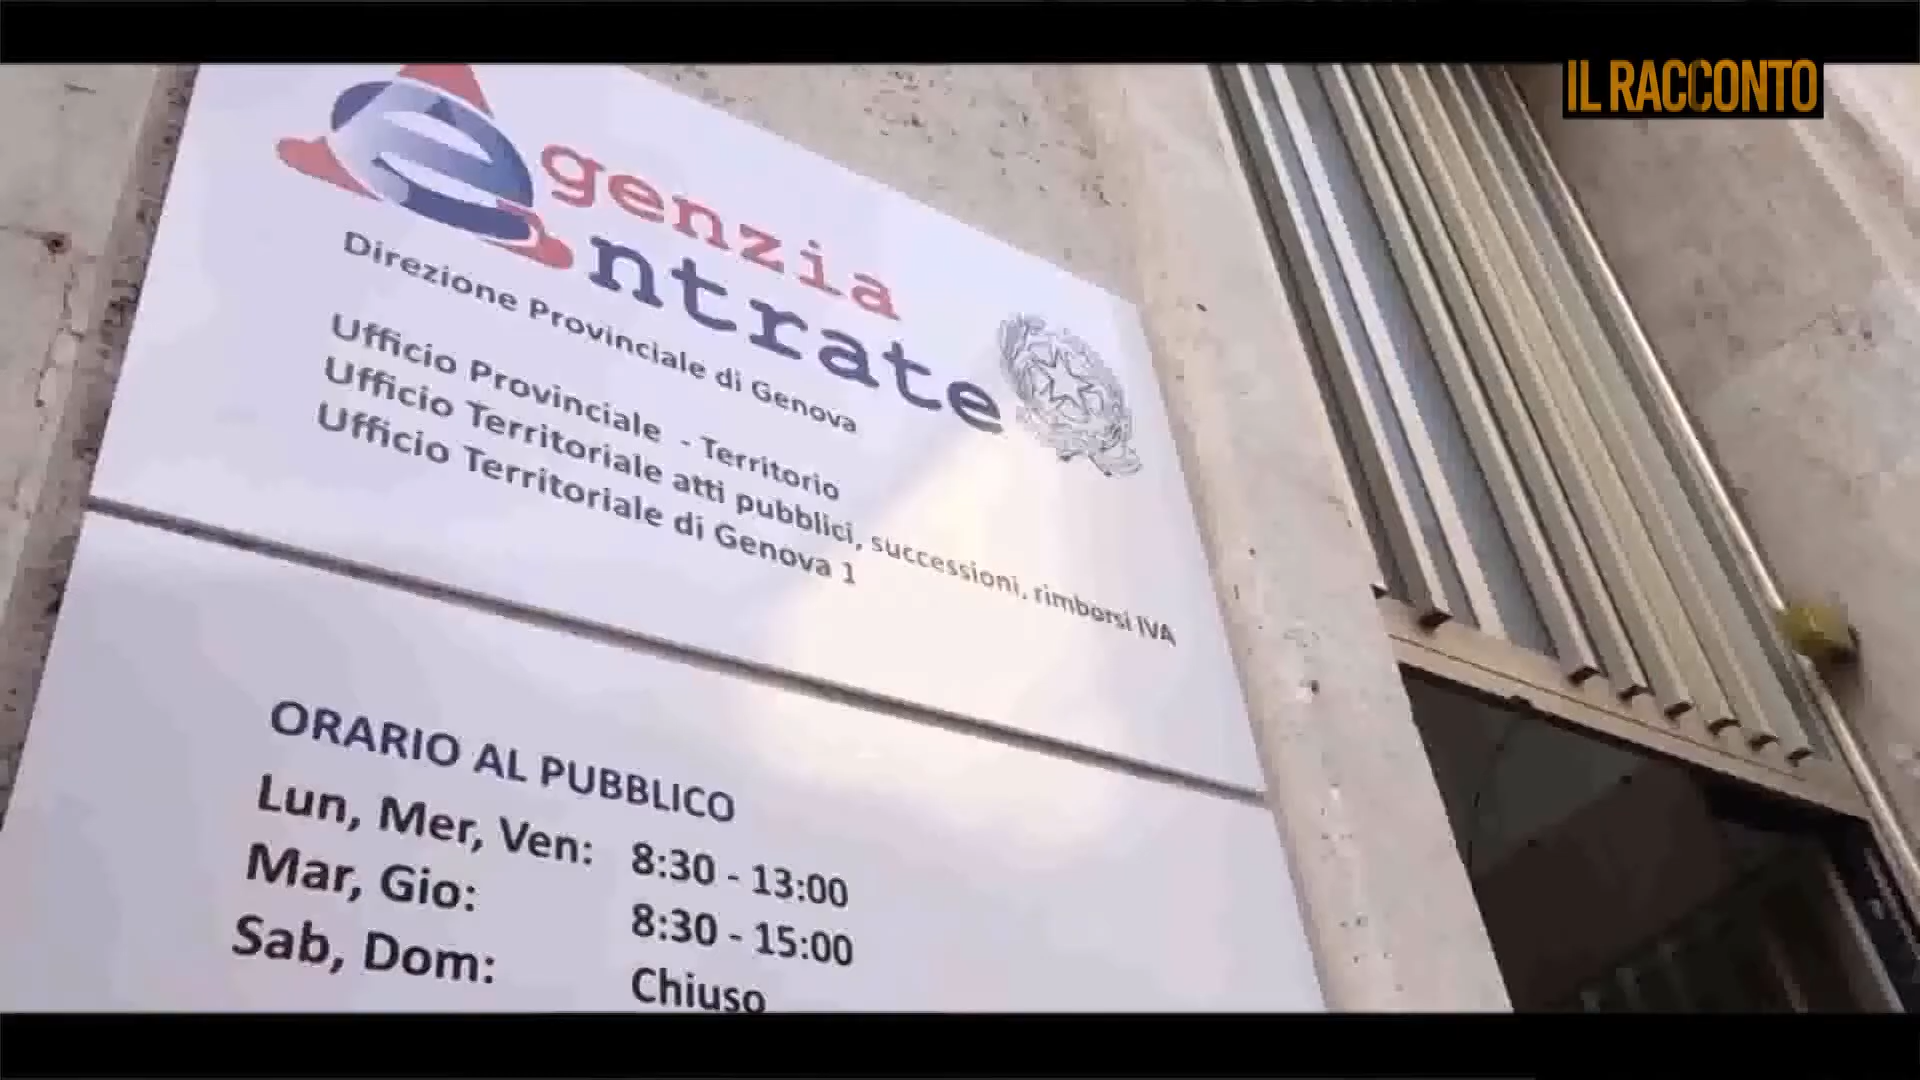 IL RACCONTO
genzia
ntrate
Direzione Provinciale di Genova
Ufficio Provinciale - Territorio
Ufficio Territoriale atti pubblici, successioni, rimborsi IVA
Ufficio Territoriale di Genova 1
ORARIO AL PUBBLICO
Lun, Mer, Ven: 8:30 - 13:00
Mar, Gio: 8:30 - 15:00
Sab, Dom: Chiuso